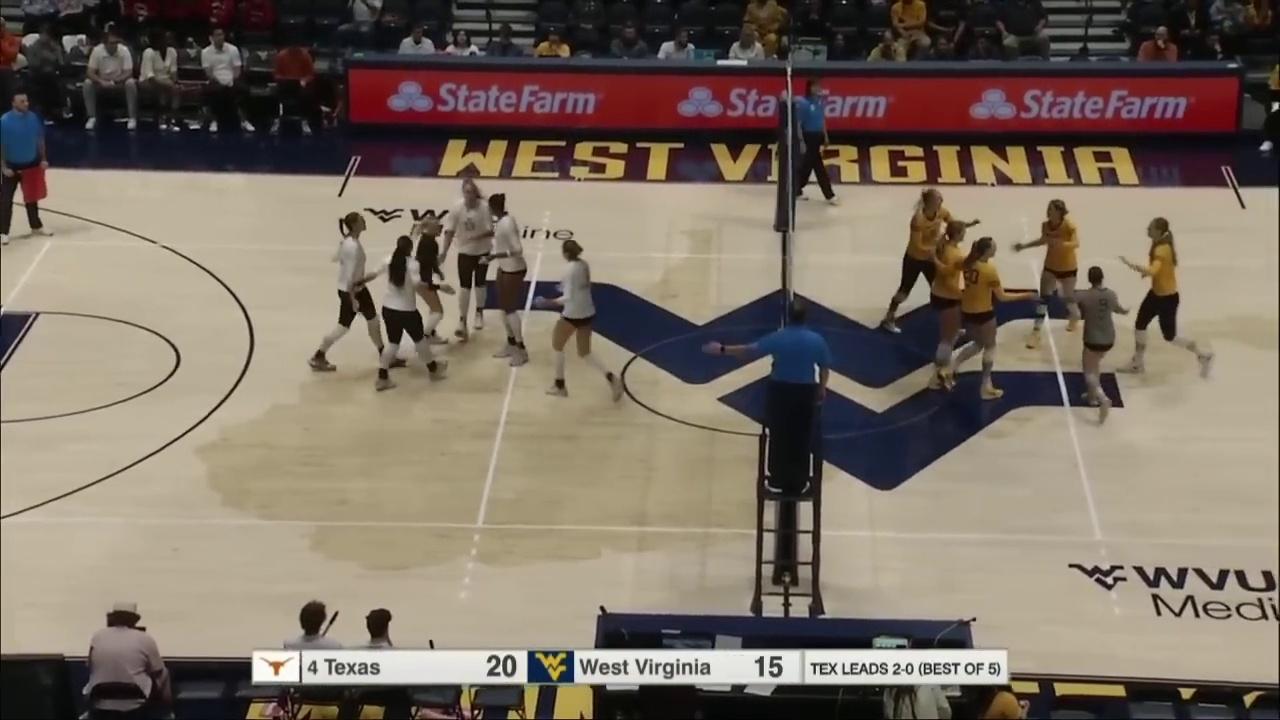 StateFarm StateFarm StateFarm
WEST VIRGINIA
WVU
Medi
4 Texas 20 West Virginia 15 TEX LEADS 2-0 (BEST OF 5)